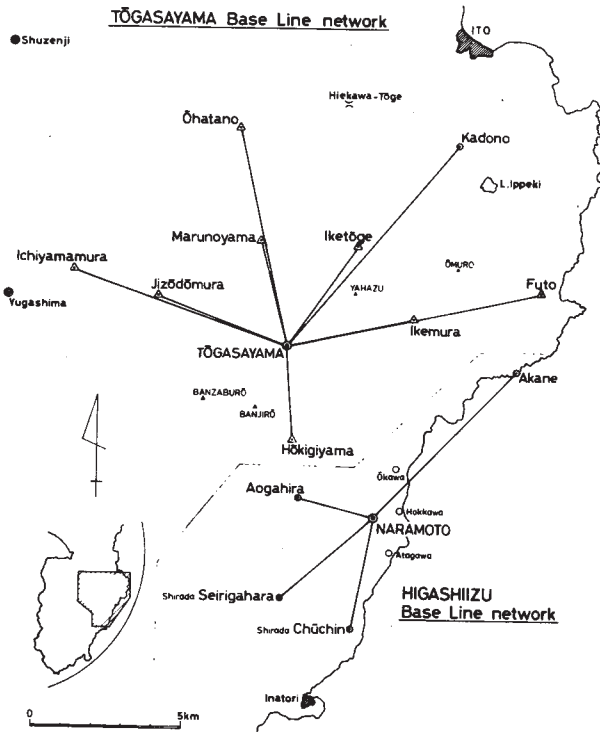 TŌGASAYAMA Base Line network
ITO
Shuzenji
Hiekawa-Tōge
Ōhatano
Kadono
L.Ippeki
Marunoyama
Iketōge
Ichiyamamura
ŌMURO
Jizōdōmura
YAHAZU
Futo
Yugashima
Ikemura
TŌGASAYAMA
Akane
BANZABURŌ
BANJIRŌ
Hōkigiyama
Ōkawa
Aogahira
Hokkawa
NARAMOTO
Atagawa
HIGASHIIZU
Base Line network
Shirada Seirigahara
Shirada Chūchin
Inatori
0 5km